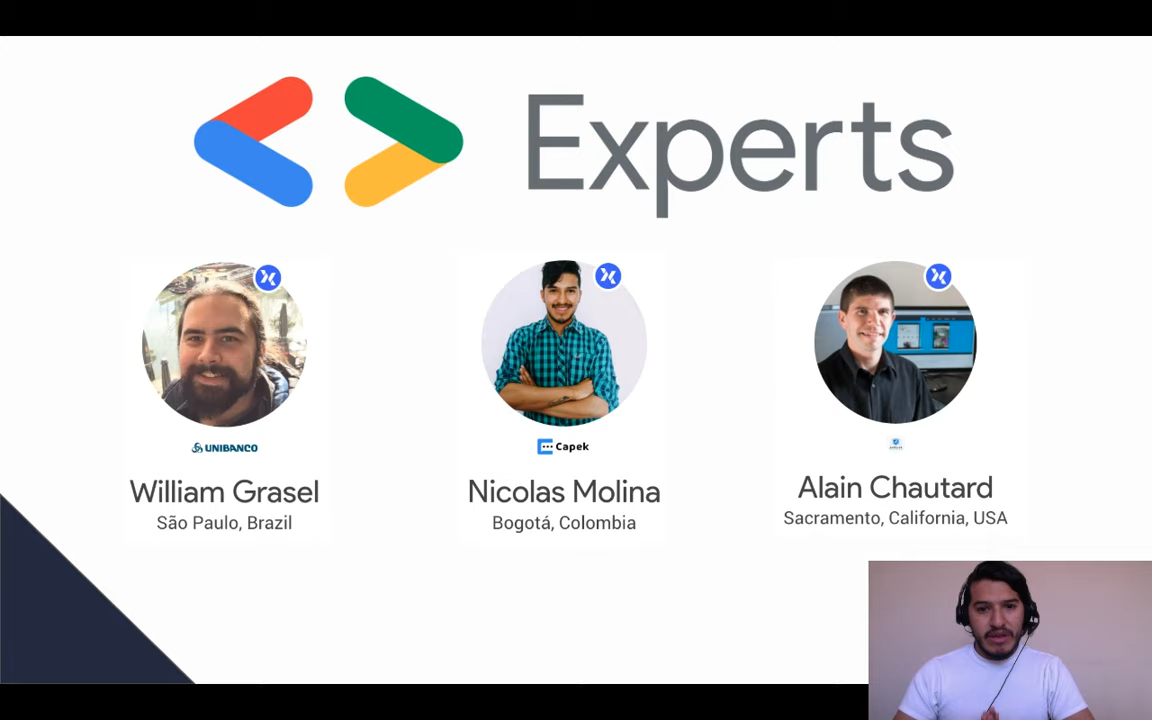 Experts
UNIBANCO
Capek
William Grasel
São Paulo, Brazil
Nicolas Molina
Bogotá, Colombia
Alain Chautard
Sacramento, California, USA